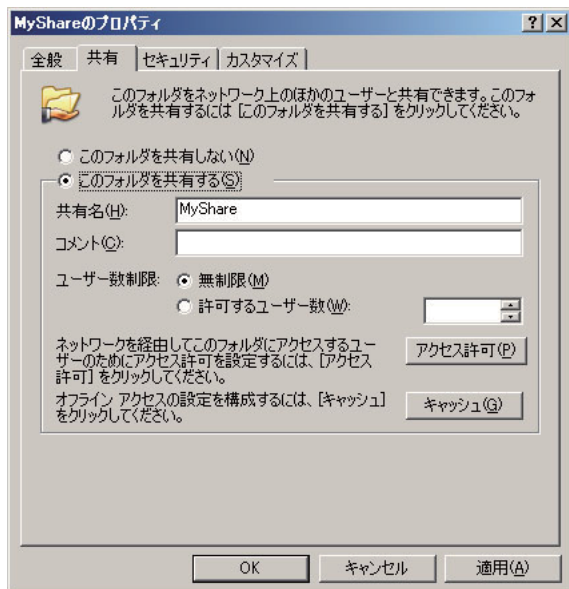 MyShareのプロパティ
全般 共有 セキュリティ カスタマイズ
このフォルダをネットワーク上のほかのユーザーと共有できます。このフォ
ルダを共有するには [このフォルダを共有する] をクリックしてください。
このフォルダを共有しない(N)
このフォルダを共有する(S)
共有名(H): MyShare
コメント(C):
ユーザー数制限: 無制限(M)
許可するユーザー数(W):
ネットワークを経由してこのフォルダにアクセスするユー
ザーのためにアクセス許可を設定するには、[アクセス
許可] をクリックしてください。
アクセス許可(P)
オフライン アクセスの設定を構成するには、[キャッシュ]
をクリックしてください。
キャッシュ(G)
OK キャンセル 適用(A)